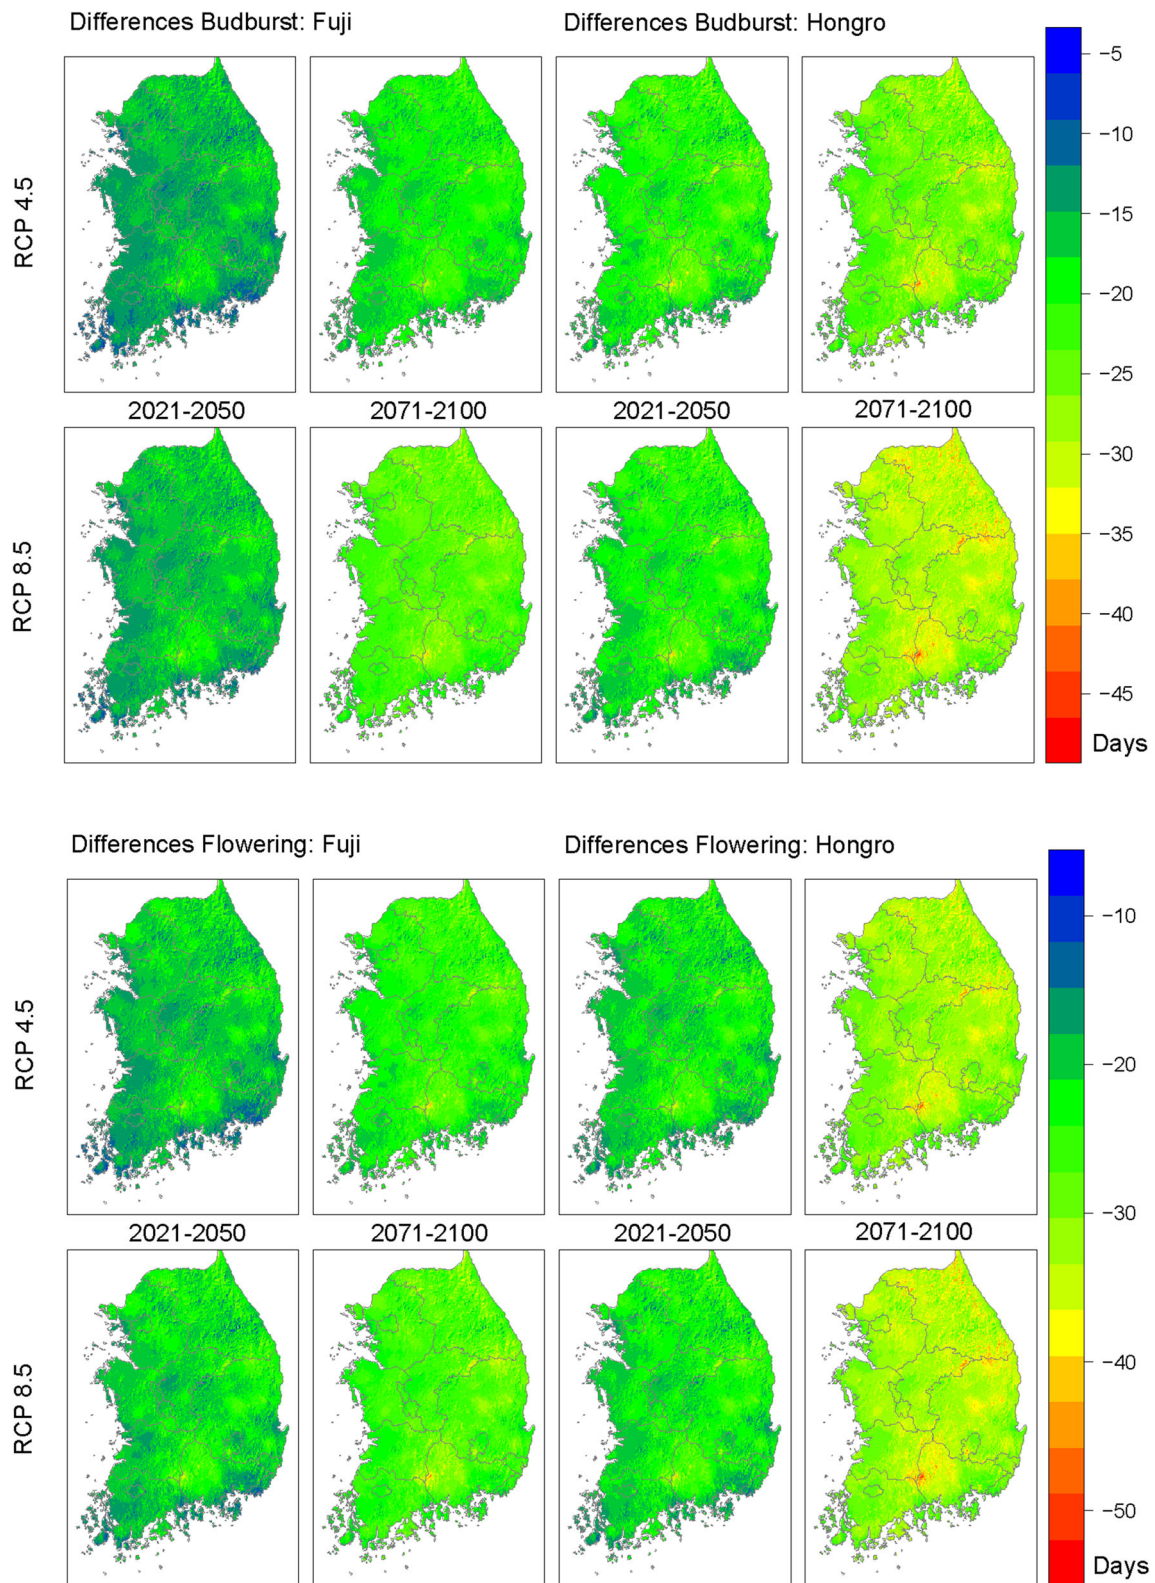 Differences Budburst: Fuji
Differences Budburst: Hongro
RCP 4.5
2021-2050
2071-2100
2021-2050
2071-2100
RCP 8.5
−5
−10
−15
−20
−25
−30
−35
−40
−45
Days
Differences Flowering: Fuji
Differences Flowering: Hongro
RCP 4.5
2021-2050
2071-2100
2021-2050
2071-2100
RCP 8.5
−10
−20
−30
−40
−50
Days